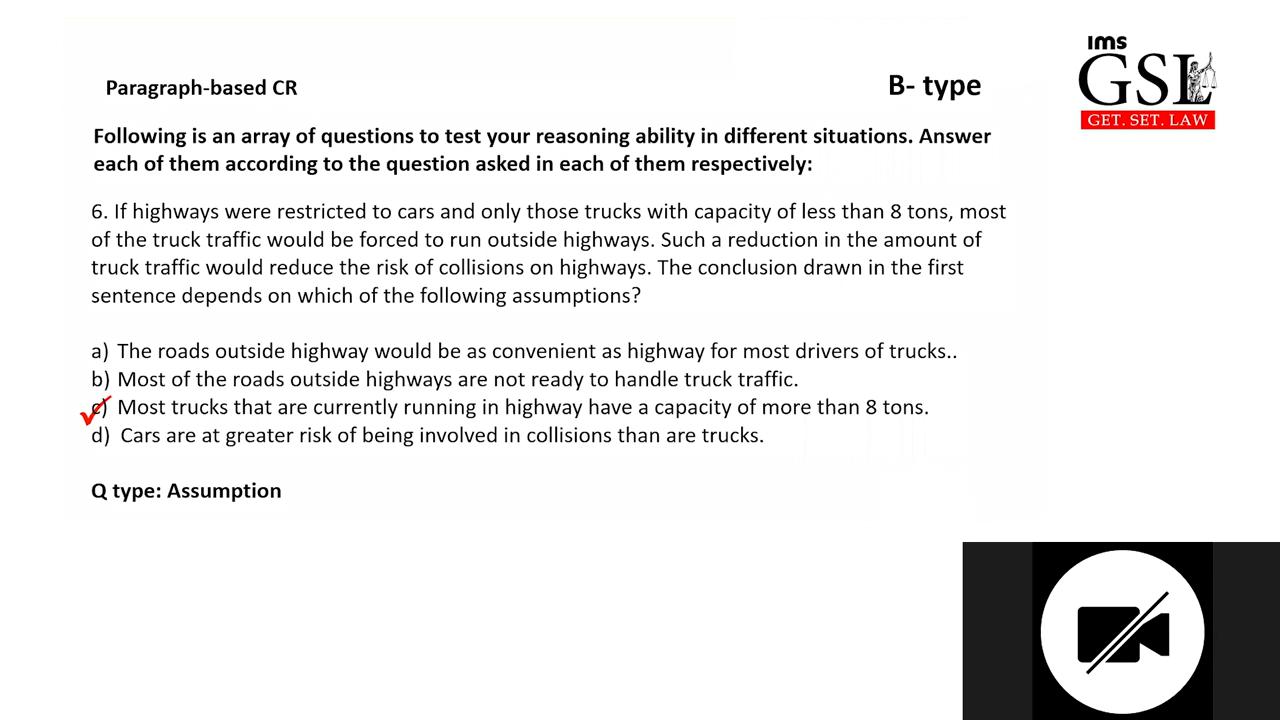 ims
GSL
GET. SET. LAW
Paragraph-based CR
B- type
Following is an array of questions to test your reasoning ability in different situations. Answer
each of them according to the question asked in each of them respectively:
6. If highways were restricted to cars and only those trucks with capacity of less than 8 tons, most
of the truck traffic would be forced to run outside highways. Such a reduction in the amount of
truck traffic would reduce the risk of collisions on highways. The conclusion drawn in the first
sentence depends on which of the following assumptions?
a) The roads outside highway would be as convenient as highway for most drivers of trucks..
b) Most of the roads outside highways are not ready to handle truck traffic.
c) Most trucks that are currently running in highway have a capacity of more than 8 tons.
d) Cars are at greater risk of being involved in collisions than are trucks.
Q type: Assumption